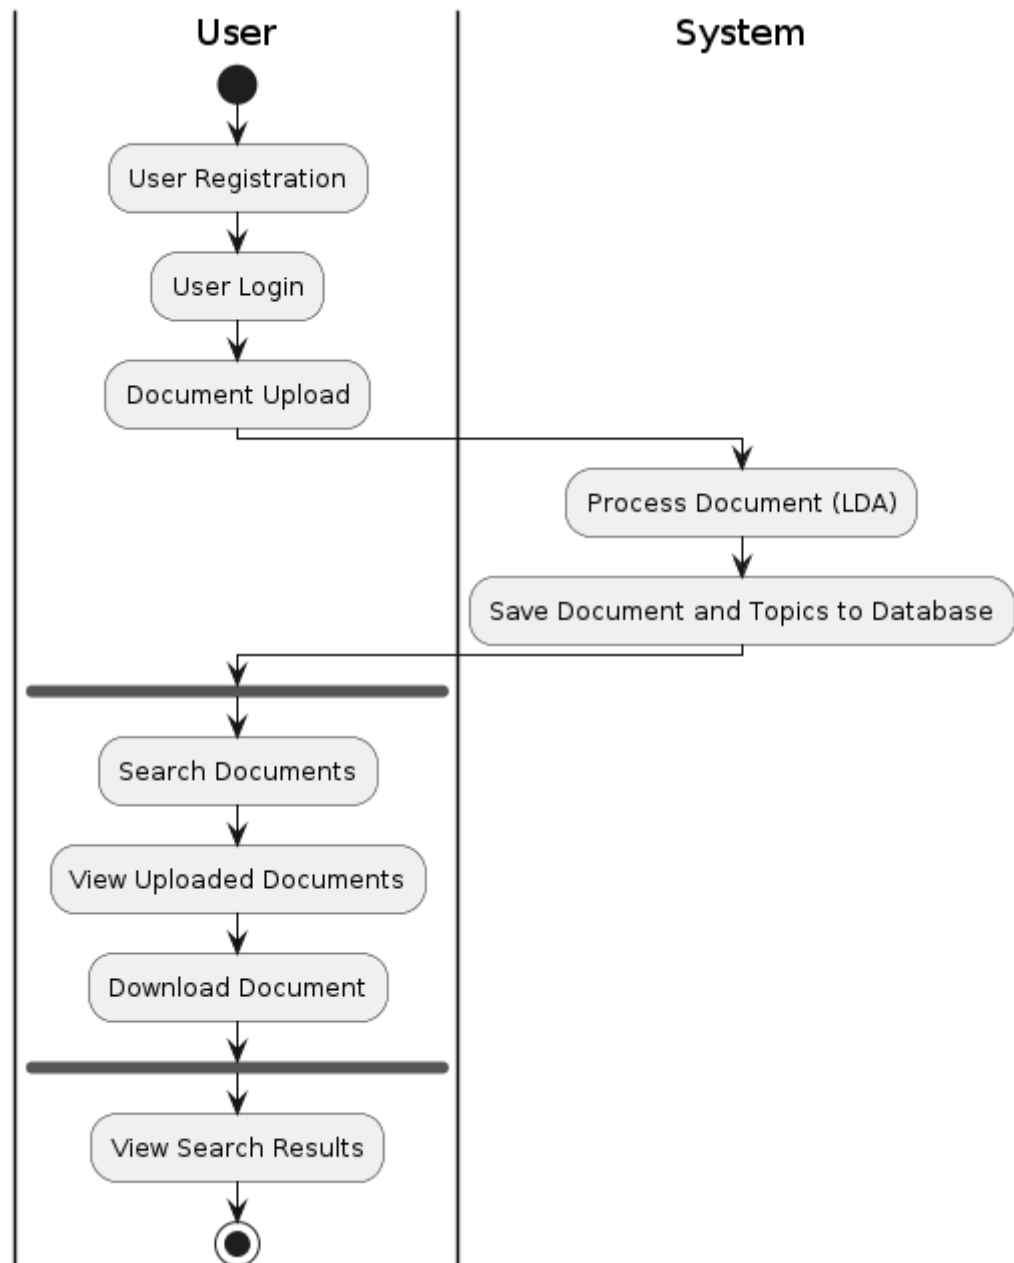 User
System
User Registration
User Login
Document Upload
Process Document (LDA)
Save Document and Topics to Database
Search Documents
View Uploaded Documents
Download Document
View Search Results